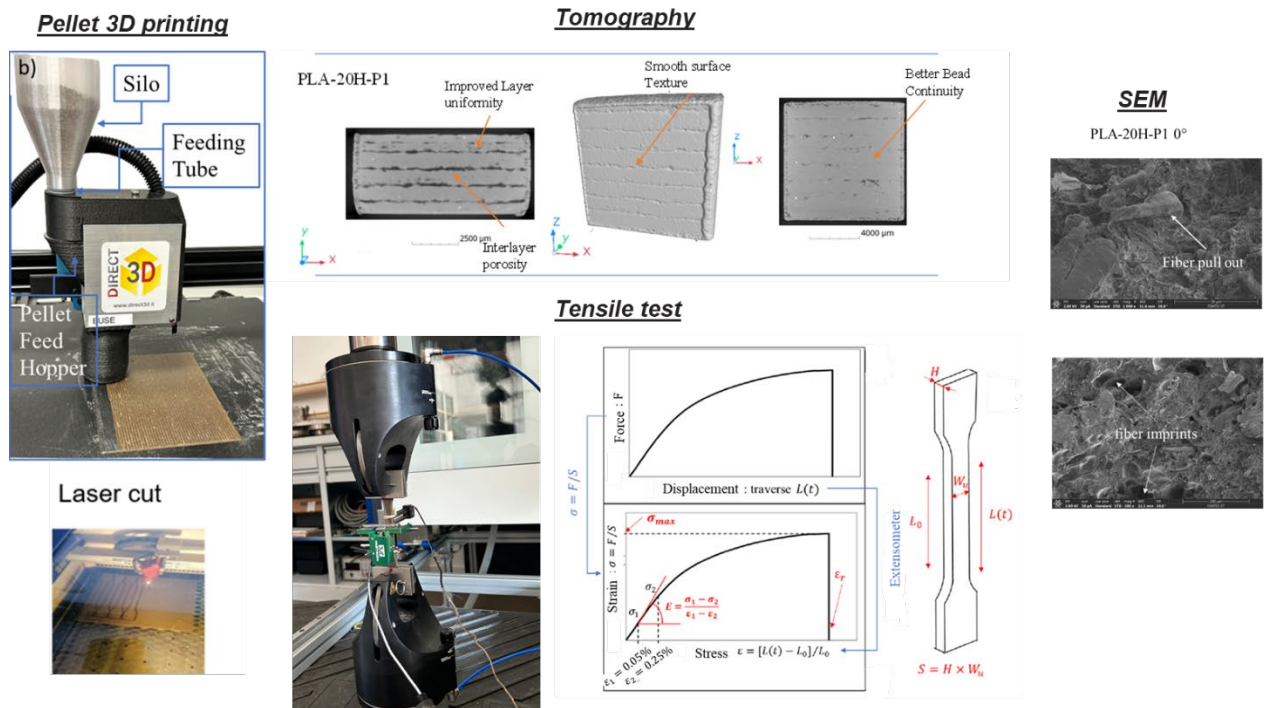 Pellet 3D printing
b)
Silo
Feeding
Tube
DIRECT
3D
www.direct3d.it
Pellet
Feed
Hopper
Laser cut
Tomography
PLA-20H-P1
Improved Layer
uniformity
Smooth surface
Texture
Better Bead
Continuity
Interlayer
porosity
2500 µm
4000 µm
y
z
x
z
y
x
z
x
SEM
PLA-20H-P1 0°
Fiber pull out
fiber imprints
Tensile test
Force : F
Displacement : traverse L(t)
σ = F/S
Strain : σ = F/S
σmax
σ2
σ1
E = σ1 − σ2 / ε1 − ε2
εr
ε1 = 0.05%
ε2 = 0.25%
Stress ε = [L(t) − L0]/L0
Extensometer
H
Wu
L0
L(t)
S = H × Wu